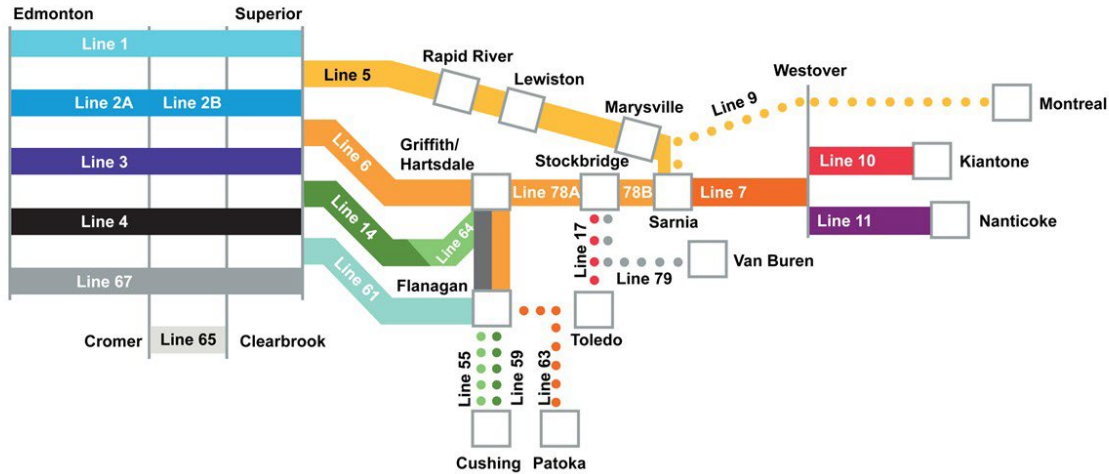 Edmonton
Superior
Line 1
Line 5
Rapid River
Lewiston
Marysville
Line 9
Westover
Montreal
Line 2A
Line 2B
Line 6
Griffith/
Hartsdale
Stockbridge
Line 10
Kiantone
Line 3
Line 78A
78B
Line 7
Sarnia
Line 4
Line 14
Line 64
Line 11
Nanticoke
Line 17
Van Buren
Line 67
Line 61
Flanagan
Line 79
Toledo
Cromer
Line 65
Clearbrook
Line 55
Line 59
Line 63
Cushing
Patoka